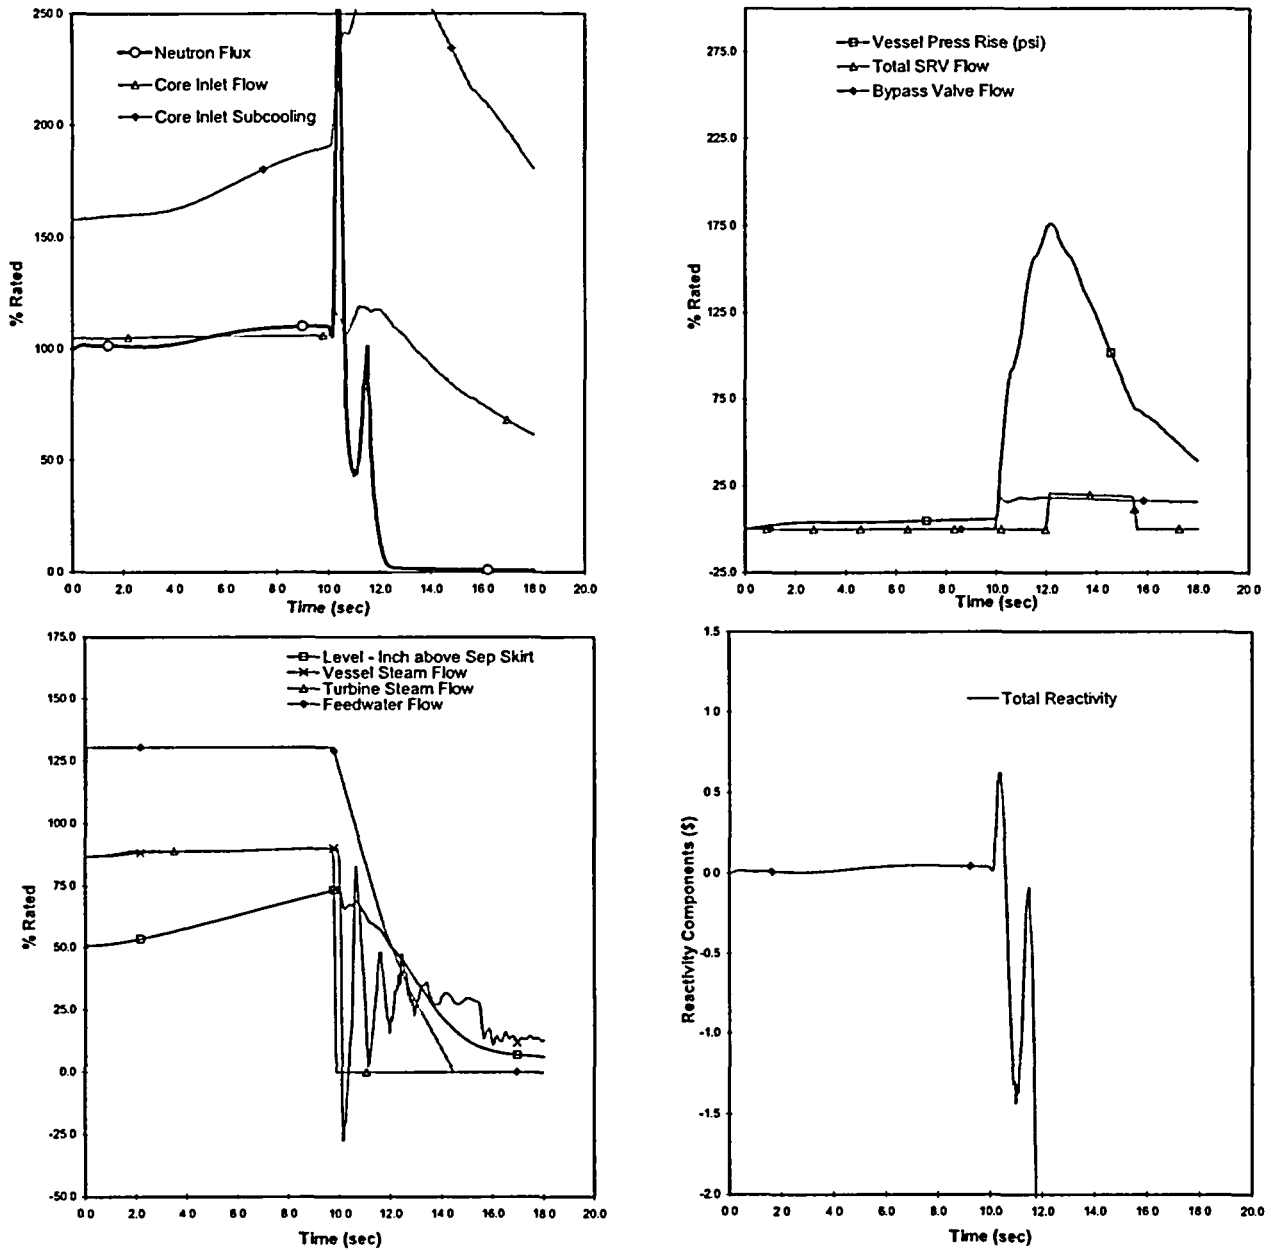 250 0
200 0
150 0
100 0
50 0
0 0
% Rated
Neutron Flux
Core Inlet Flow
Core Inlet Subcooling
0 0 2.0 4.0 6.0 8.0 10.0 12.0 14.0 16.0 18.0 20.0
Time (sec)
275.0
225.0
175.0
125.0
75.0
25 0
-25.0
% Rated
Vessel Press Rise (psi)
Total SRV Flow
Bypass Valve Flow
0.0 2.0 4.0 6.0 8.0 10.0 12.0 14.0 16 0 18 0 20.0
Time (sec)
175.0
150.0
125.0
100 0
75.0
50.0
25.0
0.0
-25.0
-50 0
% Rated
Level - Inch above Sep Skirt
Vessel Steam Flow
Turbine Steam Flow
Feedwater Flow
0 0 2 0 4 0 6 0 8 0 10.0 12.0 14.0 16.0 18.0 20.0
Time (sec)
1.5
1 0
0.5
0.0
-0.5
-1.0
-1.5
-2.0
Reactivity Components ($)
Total Reactivity
0.0 2.0 4.0 6.0 8.0 10.0 12.0 14.0 16.0 18.0 20.0
Time (sec)